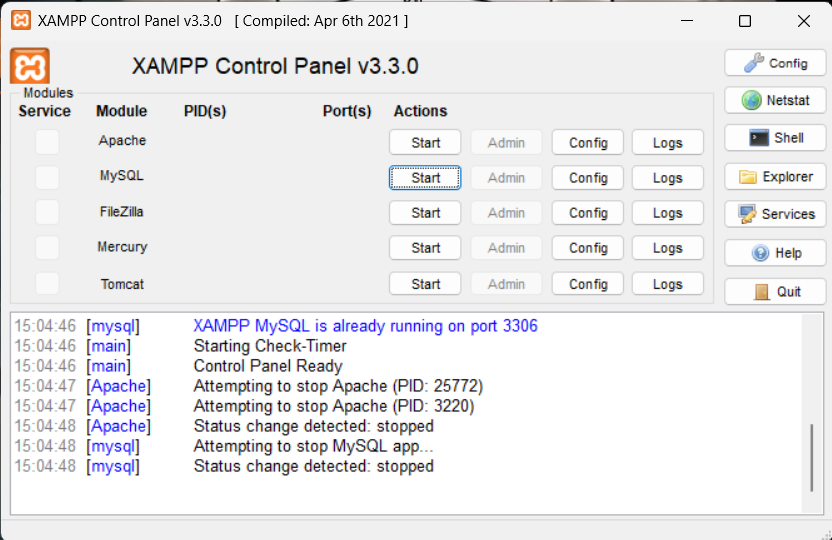 XAMPP Control Panel v3.3.0 [ Compiled: Apr 6th 2021 ]
XAMPP Control Panel v3.3.0
Config
Modules
Service Module PID(s) Port(s) Actions
Netstat
Apache Start Admin Config Logs
Shell
MySQL Start Admin Config Logs
Explorer
FileZilla Start Admin Config Logs
Services
Mercury Start Admin Config Logs
Help
Tomcat Start Admin Config Logs
Quit
15:04:46 [mysql] XAMPP MySQL is already running on port 3306
15:04:46 [main] Starting Check-Timer
15:04:46 [main] Control Panel Ready
15:04:47 [Apache] Attempting to stop Apache (PID: 25772)
15:04:47 [Apache] Attempting to stop Apache (PID: 3220)
15:04:48 [Apache] Status change detected: stopped
15:04:48 [mysql] Attempting to stop MySQL app...
15:04:48 [mysql] Status change detected: stopped